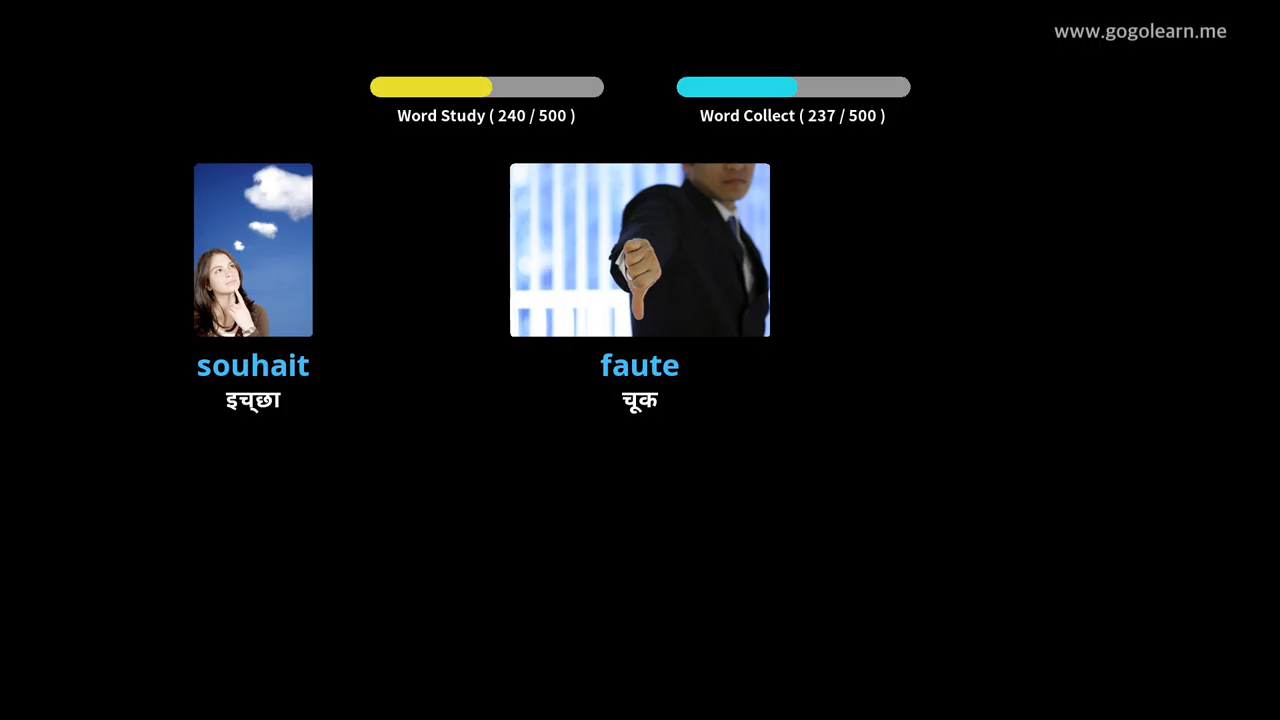 www.gogolearn.me
Word Study ( 240 / 500 )
Word Collect ( 237 / 500 )
souhait
इच्छा
faute
चूक